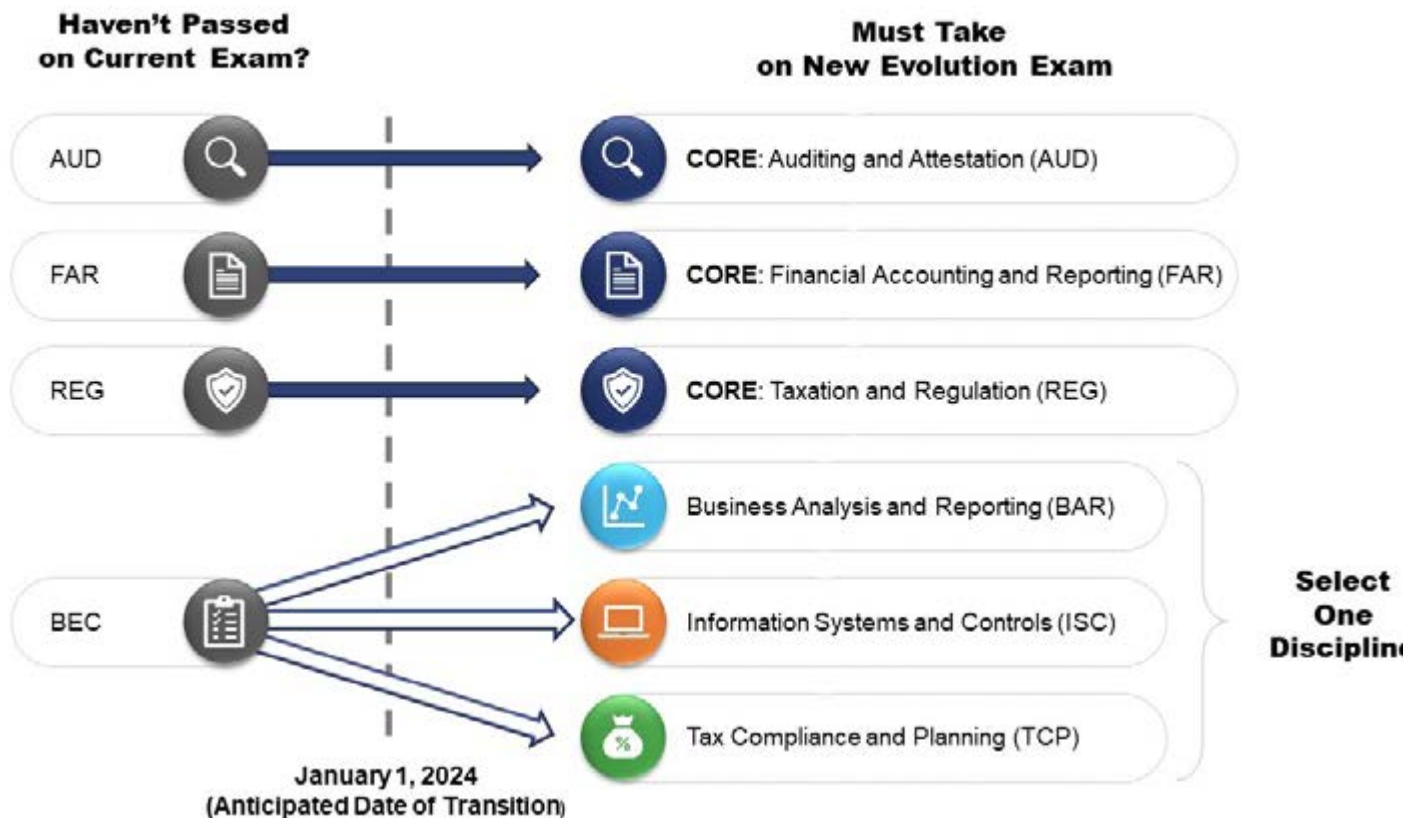 Haven't Passed
on Current Exam?
Must Take
on New Evolution Exam
AUD
CORE: Auditing and Attestation (AUD)
FAR
CORE: Financial Accounting and Reporting (FAR)
REG
CORE: Taxation and Regulation (REG)
BEC
Business Analysis and Reporting (BAR)
Information Systems and Controls (ISC)
Tax Compliance and Planning (TCP)
%
Select
One
Discipline
January 1, 2024
(Anticipated Date of Transition)